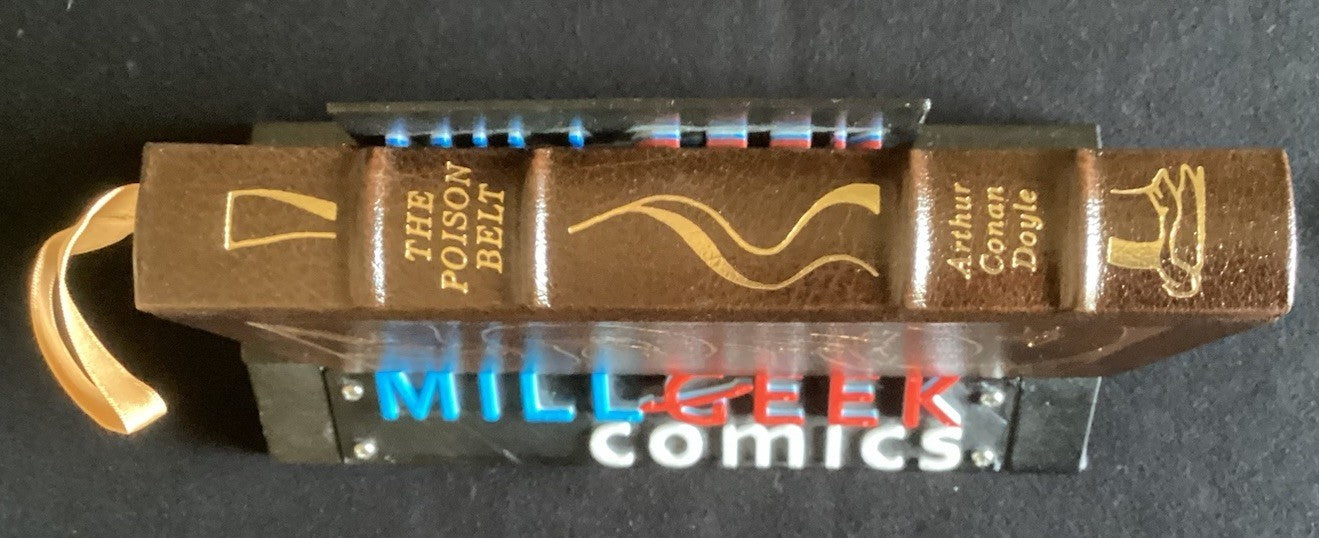 THE
POISON
BELT
Arthur
Conan
Doyle
MILLGEEK
comics